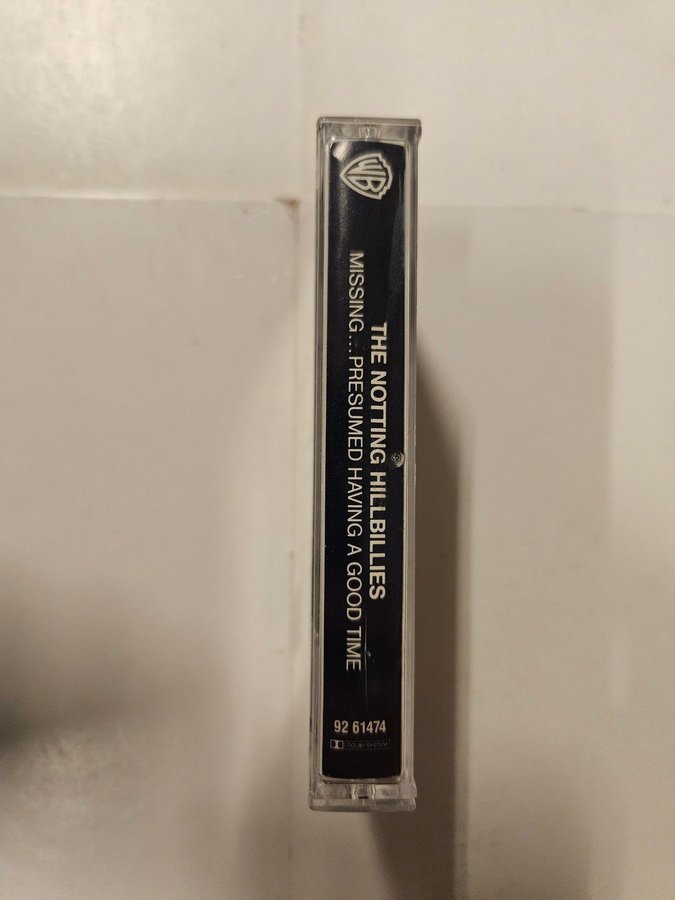 WB
THE NOTTING HILLBILLIES
MISSING...PRESUMED HAVING A GOOD TIME
92 61474
DOLBY SYSTEM